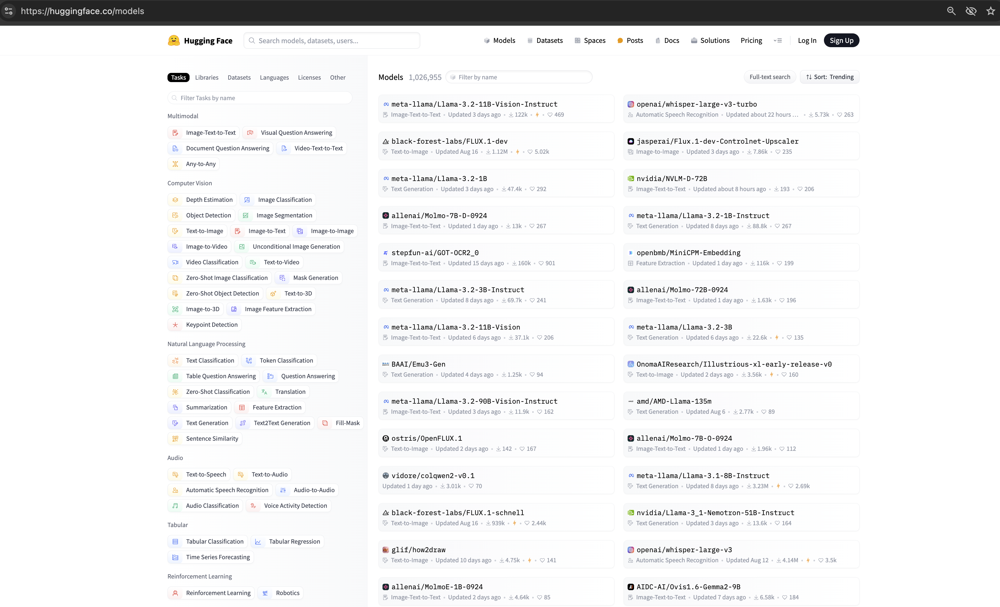 https://huggingface.co/models
Hugging Face
Search models, datasets, users...
Models
Datasets
Spaces
Posts
Docs
Solutions
Pricing
Log In
Sign Up
Tasks
Libraries
Datasets
Languages
Licenses
Other
Filter Tasks by name
Multimodal
Image-Text-to-Text
Visual Question Answering
Document Question Answering
Video-Text-to-Text
Any-to-Any
Computer Vision
Depth Estimation
Image Classification
Object Detection
Image Segmentation
Text-to-Image
Image-to-Text
Image-to-Image
Image-to-Video
Unconditional Image Generation
Video Classification
Text-to-Video
Zero-Shot Image Classification
Mask Generation
Zero-Shot Object Detection
Text-to-3D
Image-to-3D
Image Feature Extraction
Keypoint Detection
Natural Language Processing
Text Classification
Token Classification
Table Question Answering
Question Answering
Zero-Shot Classification
Translation
Summarization
Feature Extraction
Text Generation
Text2Text Generation
Fill-Mask
Sentence Similarity
Audio
Text-to-Speech
Text-to-Audio
Automatic Speech Recognition
Audio-to-Audio
Audio Classification
Voice Activity Detection
Tabular
Tabular Classification
Tabular Regression
Time Series Forecasting
Reinforcement Learning
Reinforcement Learning
Robotics
Models 1,026,955
Filter by name
Full-text search
Sort: Trending
meta-llama/Llama-3.2-11B-Vision-Instruct
Image-Text-to-Text • Updated 3 days ago • 122k • 469
openai/whisper-large-v3-turbo
Automatic Speech Recognition • Updated about 22 hours ... • 5.73k • 263
black-forest-labs/FLUX.1-dev
Text-to-Image • Updated Aug 16 • 1.12M • 5.02k
jasperai/Flux.1-dev-Controlnet-Upscaler
Image-to-Image • Updated 3 days ago • 7.86k • 235
meta-llama/Llama-3.2-1B
Text Generation • Updated 3 days ago • 47.4k • 292
nvidia/NVLM-D-72B
Image-Text-to-Text • Updated about 8 hours ago • 193 • 206
allenai/Molmo-7B-D-0924
Image-Text-to-Text • Updated 1 day ago • 13k • 267
meta-llama/Llama-3.2-1B-Instruct
Text Generation • Updated 8 days ago • 88.8k • 267
stepfun-ai/GOT-OCR2_0
Image-Text-to-Text • Updated 15 days ago • 160k • 901
openbmb/MiniCPM-Embedding
Feature Extraction • Updated 1 day ago • 116k • 199
meta-llama/Llama-3.2-3B-Instruct
Text Generation • Updated 8 days ago • 69.7k • 241
allenai/Molmo-72B-0924
Image-Text-to-Text • Updated 1 day ago • 1.63k • 196
meta-llama/Llama-3.2-11B-Vision
Image-Text-to-Text • Updated 6 days ago • 37.1k • 206
meta-llama/Llama-3.2-3B
Text Generation • Updated 6 days ago • 22.6k • 135
BAAI/Emu3-Gen
Text Generation • Updated 4 days ago • 1.25k • 94
OnomaAIResearch/Illustrious-xl-early-release-v0
Text-to-Image • Updated 2 days ago • 3.56k • 160
meta-llama/Llama-3.2-90B-Vision-Instruct
Image-Text-to-Text • Updated 3 days ago • 11.9k • 162
amd/AMD-Llama-135m
Text Generation • Updated Aug 6 • 2.77k • 89
ostris/OpenFLUX.1
Text-to-Image • Updated 2 days ago • 142 • 167
allenai/Molmo-7B-O-0924
Image-Text-to-Text • Updated 1 day ago • 1.96k • 112
vidore/colqwen2-v0.1
Updated 1 day ago • 3.01k • 70
meta-llama/Llama-3.1-8B-Instruct
Text Generation • Updated 8 days ago • 3.23M • 2.69k
black-forest-labs/FLUX.1-schnell
Text-to-Image • Updated Aug 16 • 939k • 2.44k
nvidia/Llama-3_1-Nemotron-51B-Instruct
Text Generation • Updated 3 days ago • 13.6k • 164
glif/how2draw
Text-to-Image • Updated 10 days ago • 4.75k • 141
openai/whisper-large-v3
Automatic Speech Recognition • Updated Aug 12 • 4.14M • 3.5k
allenai/MolmoE-1B-0924
Image-Text-to-Text • Updated 2 days ago • 4.64k • 85
AIDC-AI/Ovis1.6-Gemma2-9B
Image-Text-to-Text • Updated 7 days ago • 6.58k • 184